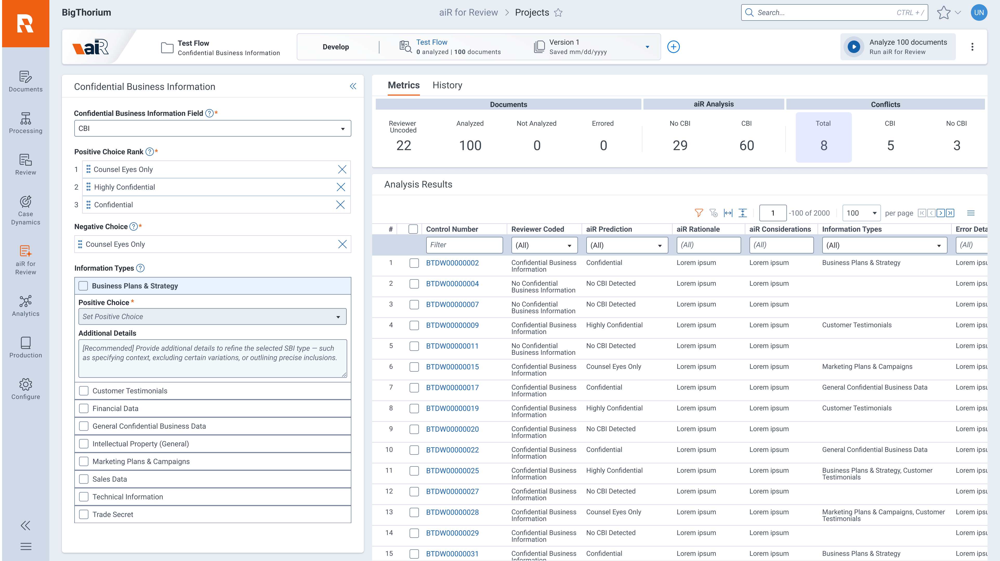 R
BigThorium
aiR for Review > Projects
Search...
CTRL + /
UN
aiR
Test Flow
Confidential Business Information
Develop
Test Flow
0 analyzed | 100 documents
Version 1
Saved mm/dd/yyyy
Analyze 100 documents
Run aiR for Review
Documents
Processing
Review
Case
Dynamics
aiR for
Review
Analytics
Production
Configure
Confidential Business Information
Confidential Business Information Field ? *
CBI
Positive Choice Rank ? *
1 Counsel Eyes Only
2 Highly Confidential
3 Confidential
Negative Choice ? *
Counsel Eyes Only
Information Types ?
Business Plans & Strategy
Positive Choice *
Set Positive Choice
Additional Details
[Recommended] Provide additional details to refine the selected SBI type — such
as specifying context, excluding certain variations, or outlining precise inclusions.
Customer Testimonials
Financial Data
General Confidential Business Data
Intellectual Property (General)
Marketing Plans & Campaigns
Sales Data
Technical Information
Trade Secret
Metrics History
Documents aiR Analysis Conflicts
Reviewer
Uncoded
Analyzed Not Analyzed Errored No CBI CBI Total CBI No CBI
22 100 0 0 29 60 8 5 3
Analysis Results
1 -100 of 2000 100 per page
# Control Number Reviewer Coded aiR Prediction aiR Rationale aiR Considerations Information Types Error Deta
Filter (All) (All) (All) (All) (All) (All)
1 BTDW00000002 Confidential Business Confidential Lorem ipsum Lorem ipsum Business Plans & Strategy Lorem ipsu
Information
2 BTDW00000004 No Confidential No CBI Detected Lorem ipsum Lorem ipsum Lorem ipsu
Business Information
3 BTDW00000007 No Confidential No CBI Detected Lorem ipsum Lorem ipsum Lorem ipsu
Business Information
4 BTDW00000009 Confidential Business Highly Confidential Lorem ipsum Lorem ipsum Customer Testimonials Lorem ipsu
Information
5 BTDW00000011 No Confidential No CBI Detected Lorem ipsum Lorem ipsum Lorem ipsu
Business Information
6 BTDW00000015 Confidential Business Counsel Eyes Only Lorem ipsum Lorem ipsum Marketing Plans & Campaigns Lorem ipsu
Information
7 BTDW00000017 Confidential Business Confidential Lorem ipsum Lorem ipsum General Confidential Business Data Lorem ipsu
Information
8 BTDW00000019 Confidential Business Highly Confidential Lorem ipsum Lorem ipsum Customer Testimonials Lorem ipsu
Information
9 BTDW00000020 Confidential Business No CBI Detected Lorem ipsum Lorem ipsum Lorem ipsu
Information
10 BTDW00000022 Confidential Business Confidential Lorem ipsum Lorem ipsum General Confidential Business Data Lorem ipsu
Information
11 BTDW00000025 Confidential Business Highly Confidential Lorem ipsum Lorem ipsum Business Plans & Strategy, Customer Lorem ipsu
Information Testimonials
12 BTDW00000027 Confidential Business No CBI Detected Lorem ipsum Lorem ipsum Lorem ipsu
Information
13 BTDW00000028 Confidential Business Counsel Eyes Only Lorem ipsum Lorem ipsum Marketing Plans & Campaigns, Customer Lorem ipsu
Information Testimonials
14 BTDW00000029 Confidential Business No CBI Detected Lorem ipsum Lorem ipsum Lorem ipsu
Information
15 BTDW00000031 Confidential Business Confidential Lorem ipsum Lorem ipsum Business Plans & Strategy Lorem ipsu
Information